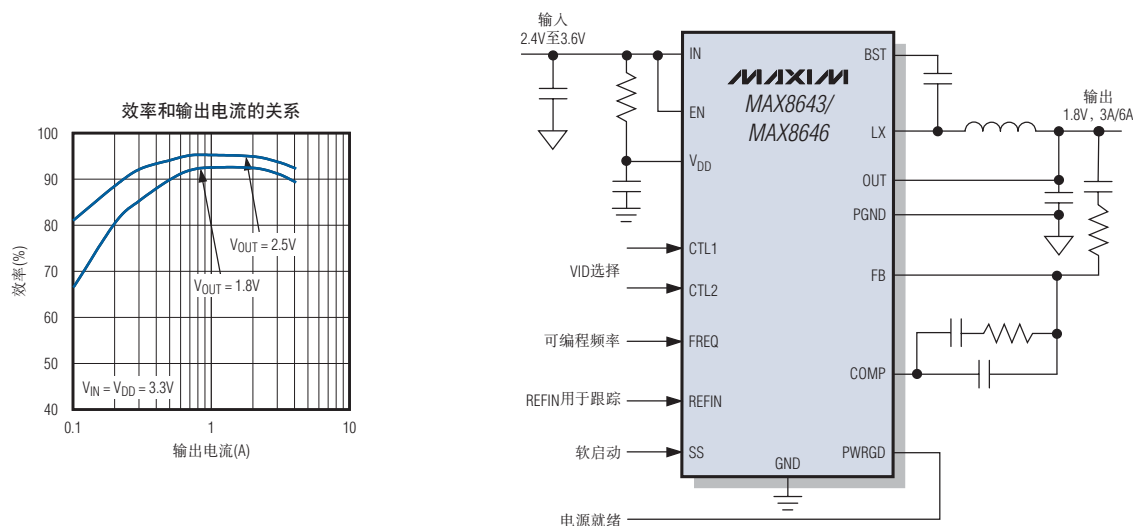 效率和输出电流的关系
100
90
80
70
60
50
40
效率(%)
VOUT = 2.5V
VOUT = 1.8V
VIN = VDD = 3.3V
0.1
1
10
输出电流(A)
输入
2.4V至3.6V
IN
EN
VDD
CTL1
VID选择
CTL2
可编程频率
FREQ
REFIN用于跟踪
REFIN
软启动
SS
MAXIM
MAX8643/
MAX8646
BST
LX
OUT
PGND
FB
COMP
PWRGD
GND
输出
1.8V，3A/6A
电源就绪